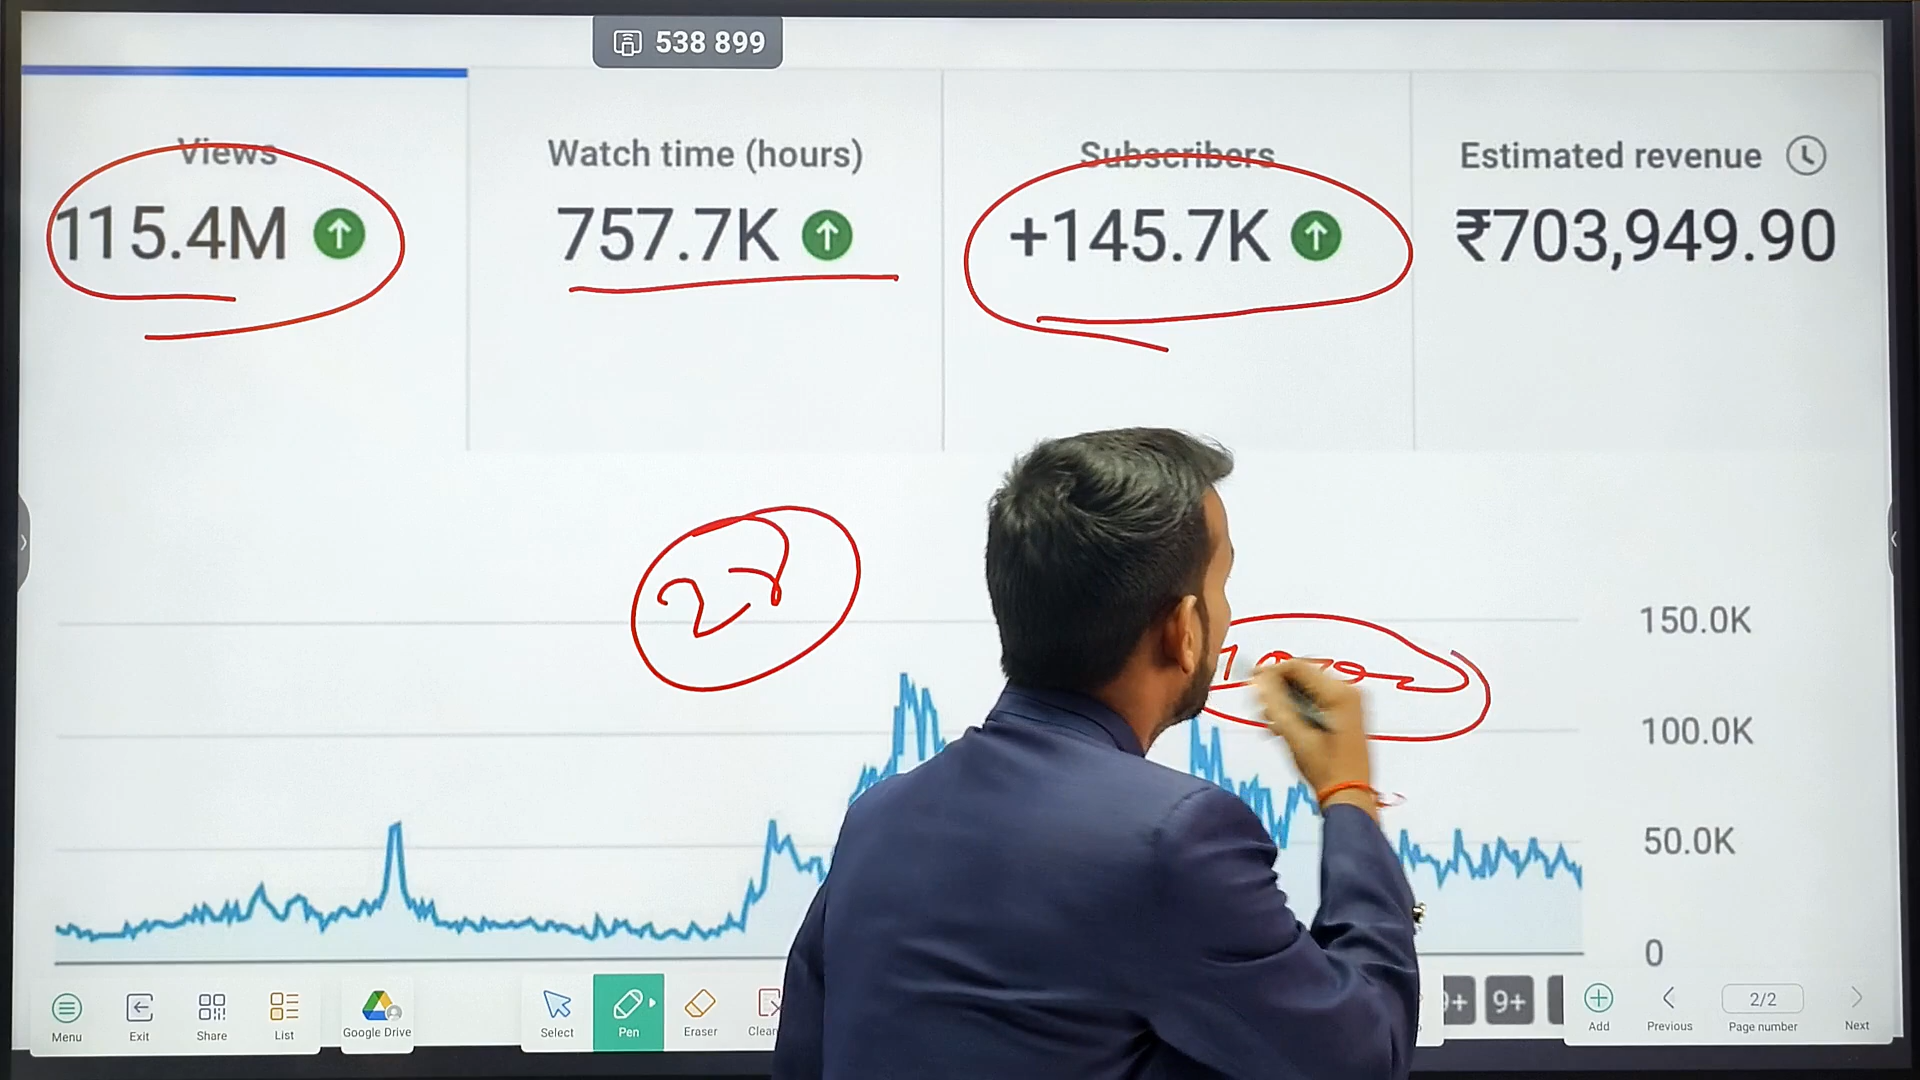 538 899
Views
Watch time (hours)
Subscribers
Estimated revenue
115.4M
757.7K
+145.7K
₹703,949.90
150.0K
100.0K
50.0K
0
Menu
Exit
Share
List
Google Drive
Select
Pen
Eraser
9+
Add
Previous
2/2
Page number
Next